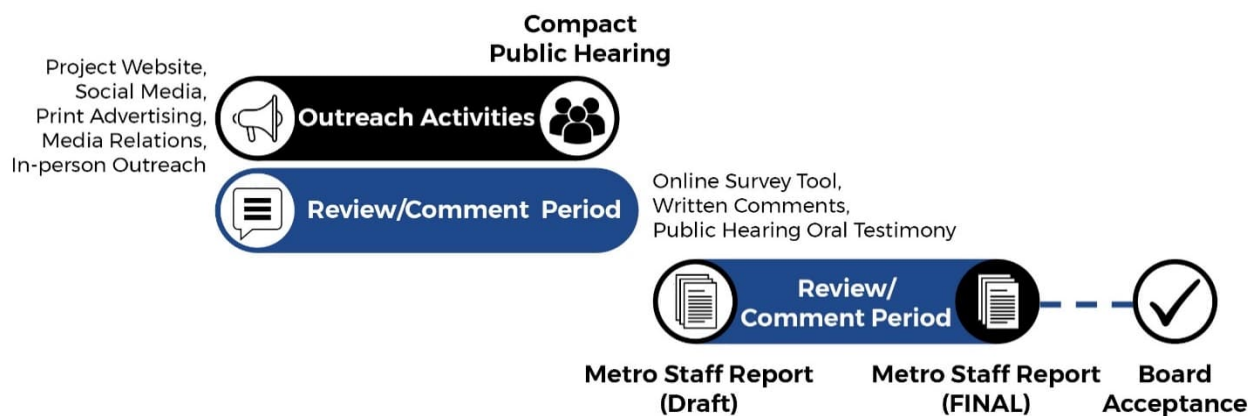 Compact
Public Hearing
Project Website,
Social Media,
Print Advertising,
Media Relations,
In-person Outreach
Outreach Activities
Review/Comment Period
Online Survey Tool,
Written Comments,
Public Hearing Oral Testimony
Review/
Comment Period
Metro Staff Report
(Draft)
Metro Staff Report
(FINAL)
Board
Acceptance